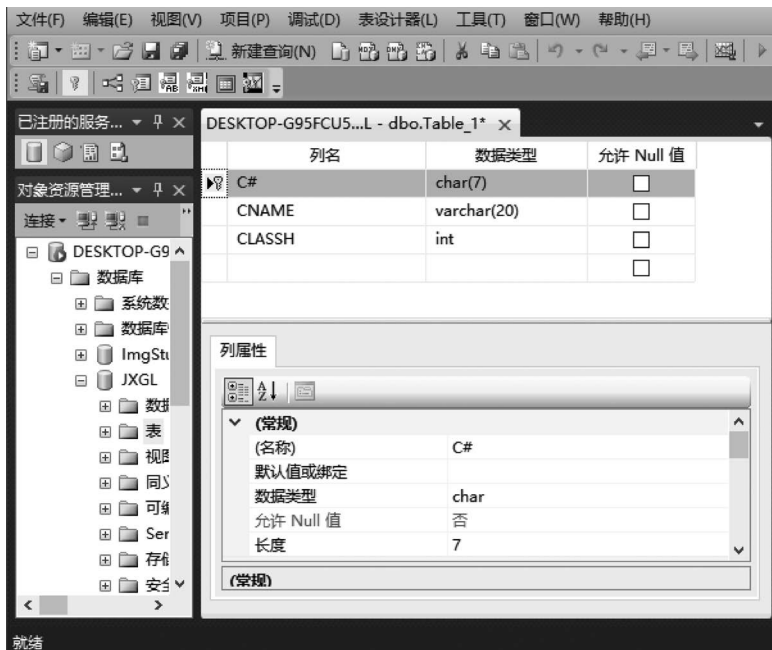 文件(F) 编辑(E) 视图(V) 项目(P) 调试(D) 表设计器(L) 工具(T) 窗口(W) 帮助(H)
新建查询(N)
已注册的服务...
DESKTOP-G95FCU5...L - dbo.Table_1*
列名 数据类型 允许 Null 值
C# char(7)
CNAME varchar(20)
CLASSH int
对象资源管理...
连接
DESKTOP-G9
数据库
系统数
数据库
ImgStu
JXGL
数据
表
视图
同义
可编
Ser
存储
安全
列属性
(常规)
(名称) C#
默认值或绑定
数据类型 char
允许 Null 值 否
长度 7
(常规)
就绪